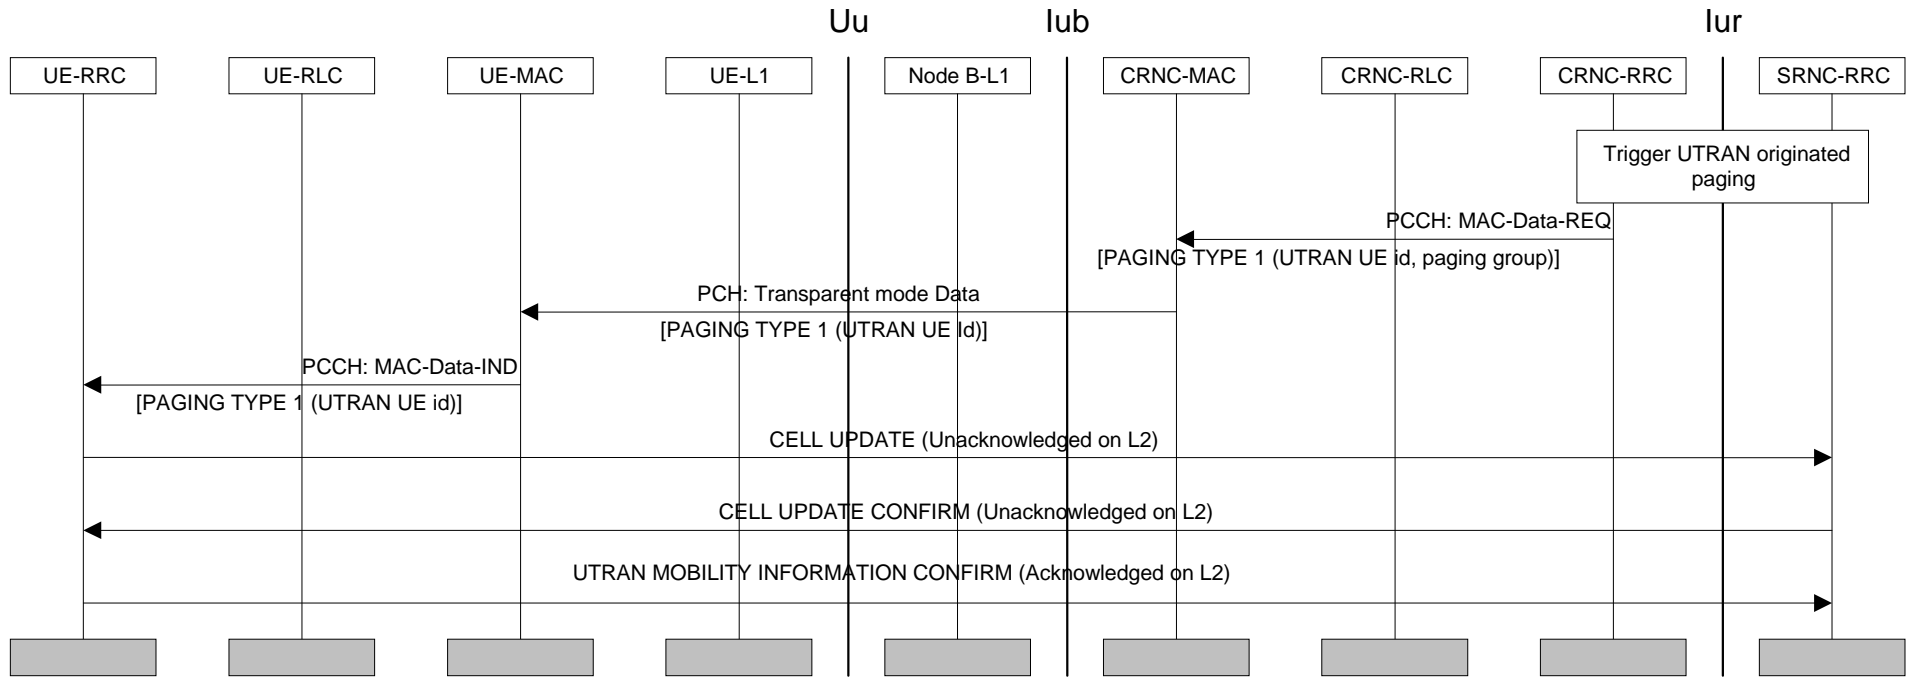 Uu
Iub
Iur
UE-RRC
UE-RLC
UE-MAC
UE-L1
Node B-L1
CRNC-MAC
CRNC-RLC
CRNC-RRC
SRNC-RRC
Trigger UTRAN originated
paging
PCCH: MAC-Data-REQ
[PAGING TYPE 1 (UTRAN UE id, paging group)]
PCH: Transparent mode Data
[PAGING TYPE 1 (UTRAN UE Id)]
PCCH: MAC-Data-IND
[PAGING TYPE 1 (UTRAN UE id)]
CELL UPDATE (Unacknowledged on L2)
CELL UPDATE CONFIRM (Unacknowledged on L2)
UTRAN MOBILITY INFORMATION CONFIRM (Acknowledged on L2)